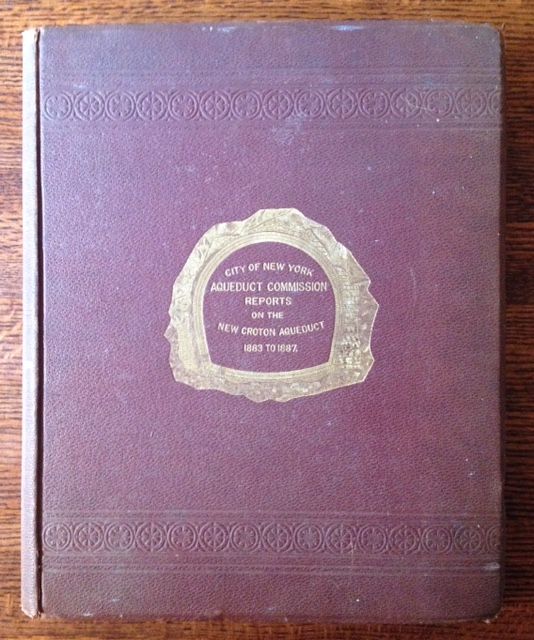 CITY OF NEW YORK
AQUEDUCT COMMISSION
REPORTS
ON THE
NEW CROTON AQUEDUCT
1883 TO 1887.